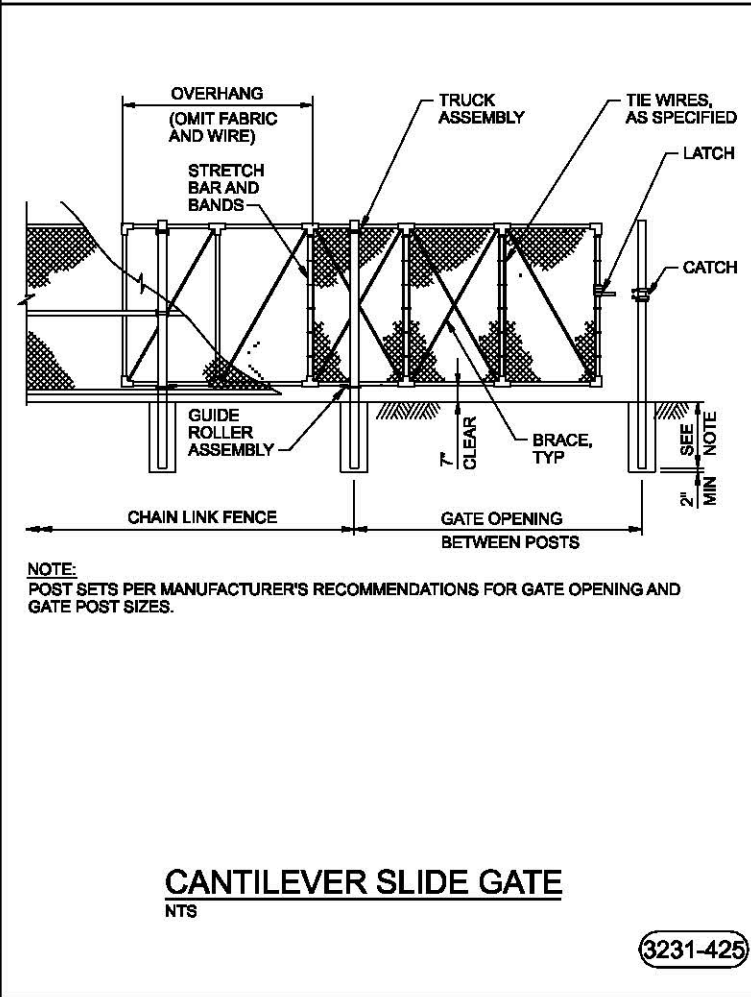 OVERHANG
(OMIT FABRIC
AND WIRE)
TRUCK
ASSEMBLY
TIE WIRES,
AS SPECIFIED
LATCH
STRETCH
BAR AND
BANDS
CATCH
GUIDE
ROLLER
ASSEMBLY
7"
CLEAR
BRACE,
TYP
SEE
NOTE
2"
MIN
CHAIN LINK FENCE
GATE OPENING
BETWEEN POSTS
NOTE:
POST SETS PER MANUFACTURER'S RECOMMENDATIONS FOR GATE OPENING AND
GATE POST SIZES.
CANTILEVER SLIDE GATE
NTS
3231-425